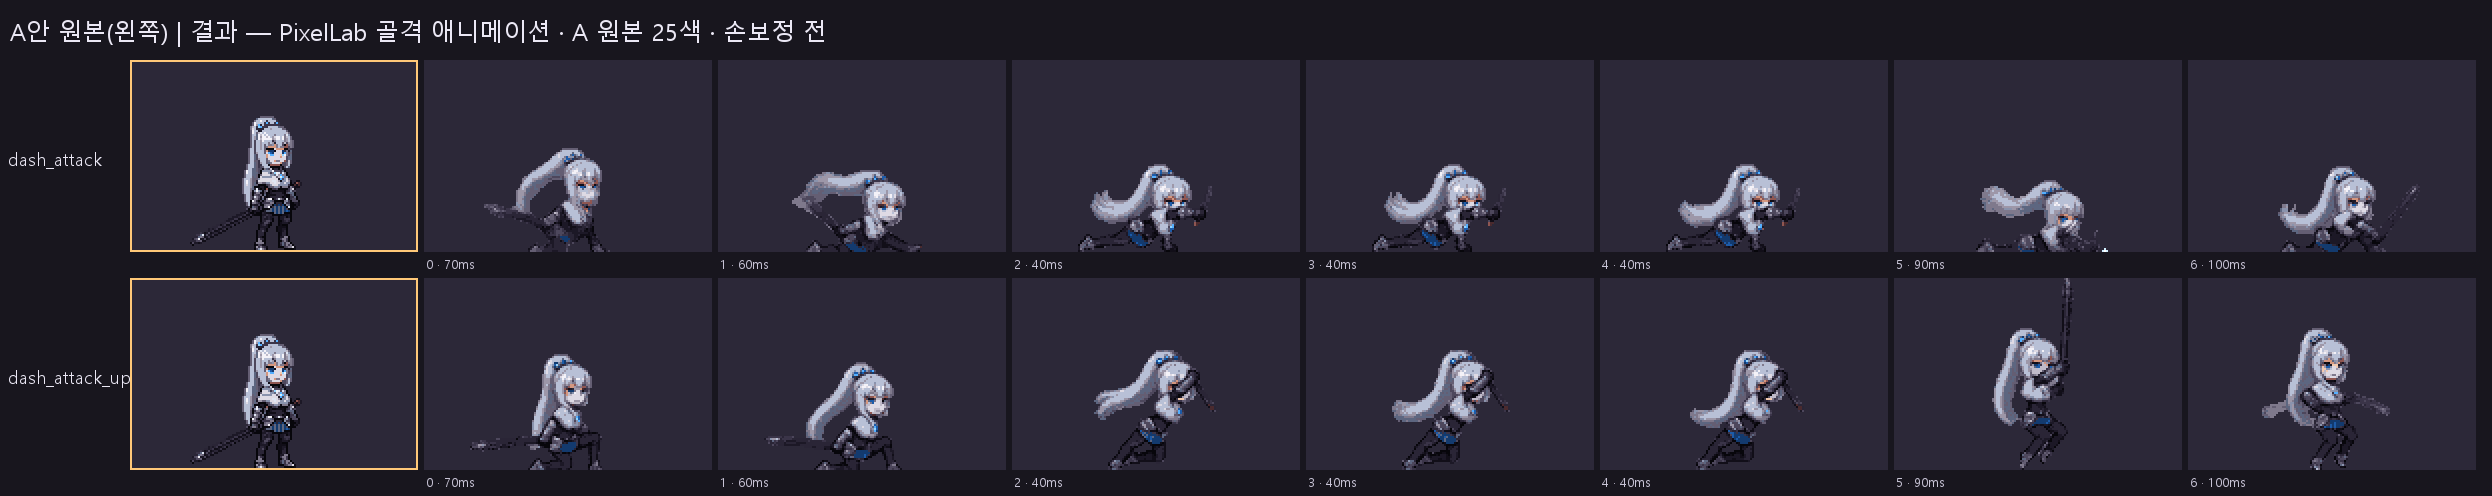 A안 원본(왼쪽) | 결과 — PixelLab 골격 애니메이션 · A 원본 25색 · 손보정 전
dash_attack
0 · 70ms
1 · 60ms
2 · 40ms
3 · 40ms
4 · 40ms
5 · 90ms
6 · 100ms
dash_attack_up
0 · 70ms
1 · 60ms
2 · 40ms
3 · 40ms
4 · 40ms
5 · 90ms
6 · 100ms